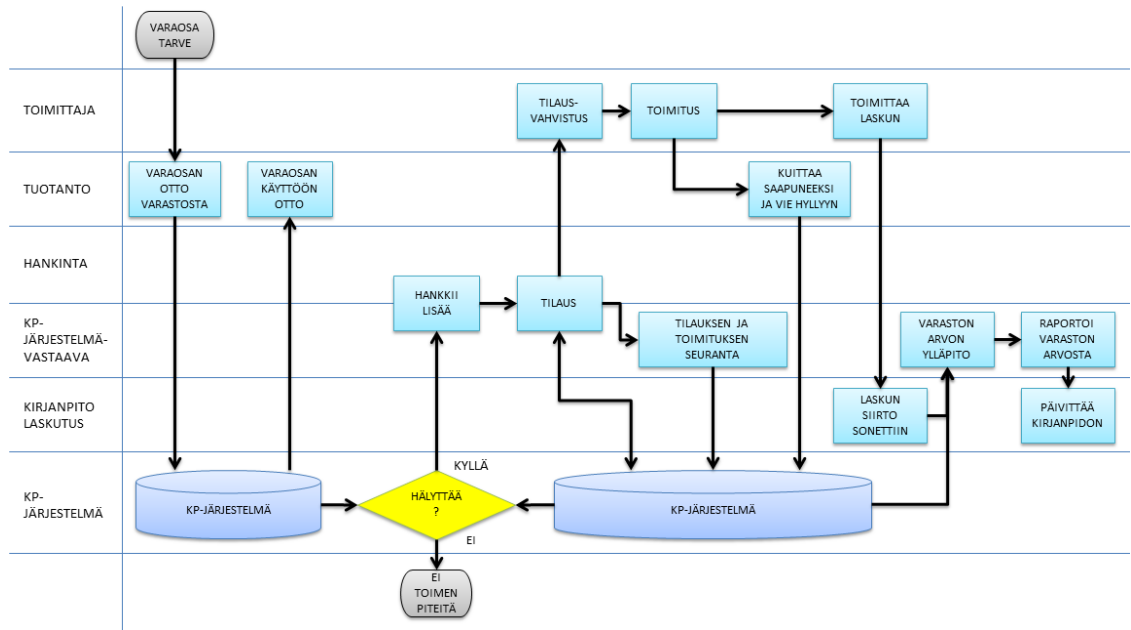 VARAOSA
TARVE
TOIMITTAJA
TILAUS-
VAHVISTUS
TOIMITUS
TOIMITTAA
LASKUN
TUOTANTO
VARAOSAN
OTTO
VARASTOSTA
VARAOSAN
KÄYTTÖÖN
OTTO
KUITTAA
SAAPUNEEKSI
JA VIE HYLLYYN
HANKINTA
HANKKII
LISÄÄ
TILAUS
KP-
JÄRJESTELMÄ-
VASTAAVA
TILAUKSEN JA
TOIMITUKSEN
SEURANTA
VARASTON
ARVON
YLLÄPITO
RAPORTOI
VARASTON
ARVOSTA
KIRJANPITO
LASKUTUS
LASKUN
SIIRTO
SONETTIIN
PÄIVITTÄÄ
KIRJANPIDON
KP-
JÄRJESTELMÄ
KP-JÄRJESTELMÄ
KYLLÄ
HÄLYTTÄÄ
?
EI
KP-JÄRJESTELMÄ
EI
TOIMEN
PITEITÄ